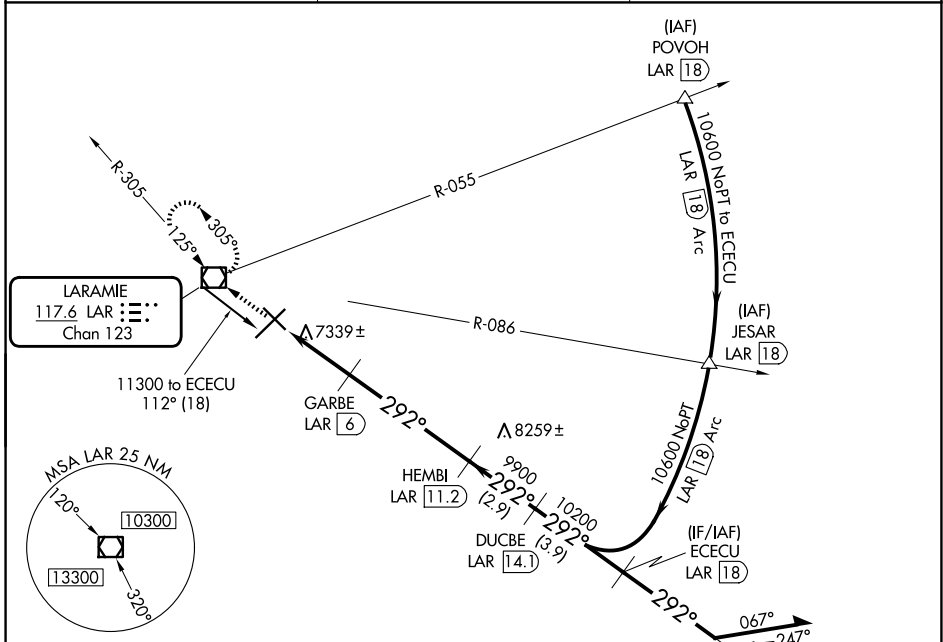 (IAF)
POVOH
LAR 18
10600 NoPT to ECECU
LAR 18 Arc
R-305
R-055
125°
305°
LARAMIE
117.6 LAR
Chan 123
7339±
R-086
(IAF)
JESAR
LAR 18
11300 to ECECU
112° (18)
GARBE
LAR 6
292°
8259±
10600 NoPT
LAR 18 Arc
HEMBI
LAR 11.2
9900
292°
(2.9)
10200
292°
(3.9)
DUCBE
LAR 14.1
(IF/IAF)
ECECU
LAR 18
292°
067°
247°
MSA LAR 25 NM
120°
10300
13300
320°